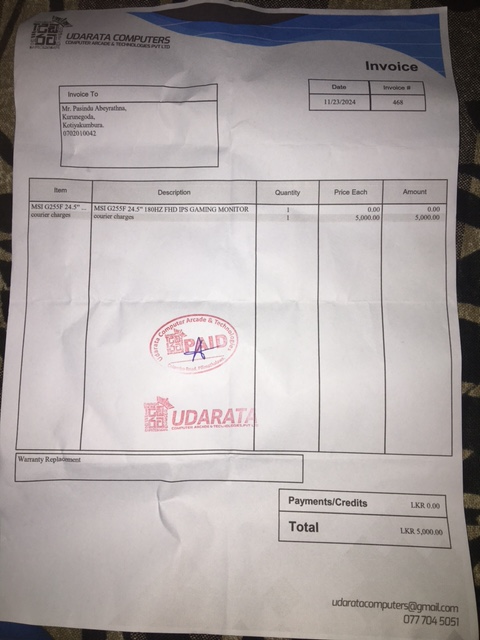 UDARATA COMPUTERS
COMPUTER ARCADE & TECHNOLOGIES PVT LTD
Invoice
Date Invoice #
11/23/2024 468
Invoice To
Mr. Pasindu Abeyrathna,
Kurunegoda,
Kotiyakumbura.
0702010042
Item Description Quantity Price Each Amount
MSI G255F 24.5" ... MSI G255F 24.5" 180HZ FHD IPS GAMING MONITOR 1 0.00 0.00
courier charges courier charges 1 5,000.00 5,000.00
Udarata Computer Arcade & Technologies
PAID
UDARATA
COMPUTER ARCADE & TECHNOLOGIES PVT
Warranty Replacement
Payments/Credits LKR 0.00
Total LKR 5,000.00
udaratacomputers@gmail.com
077 704 5051